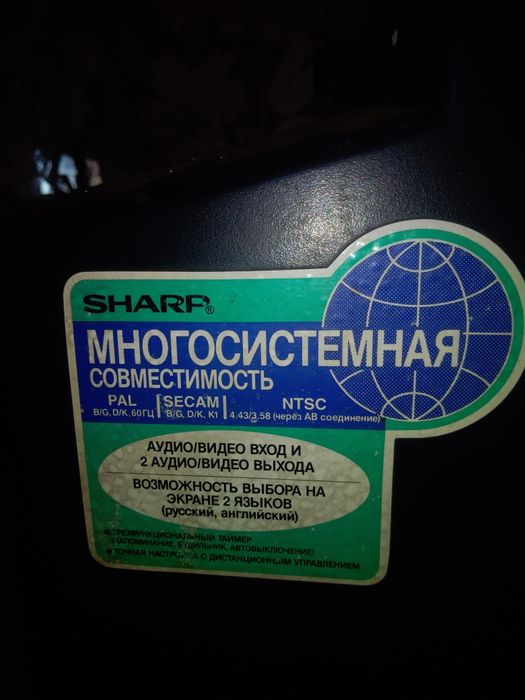 SHARP®
МНОГОСИСТЕМНАЯ
СОВМЕСТИМОСТЬ
PAL SECAM NTSC
B/G, D/K, 60ГЦ B/G, D/K, K1 4.43/3.58 (через АВ соединение)
АУДИО/ВИДЕО ВХОД И
2 АУДИО/ВИДЕО ВЫХОДА
ВОЗМОЖНОСТЬ ВЫБОРА НА
ЭКРАНЕ 2 ЯЗЫКОВ
(русский, английский)
● ТРЕХФУНКЦИОНАЛЬНЫЙ ТАЙМЕР
(НАПОМИНАНИЕ, БУДИЛЬНИК, АВТОВЫКЛЮЧЕНИЕ)
● ТОЧНАЯ НАСТРОЙКА С ДИСТАНЦИОННЫМ УПРАВЛЕНИЕМ